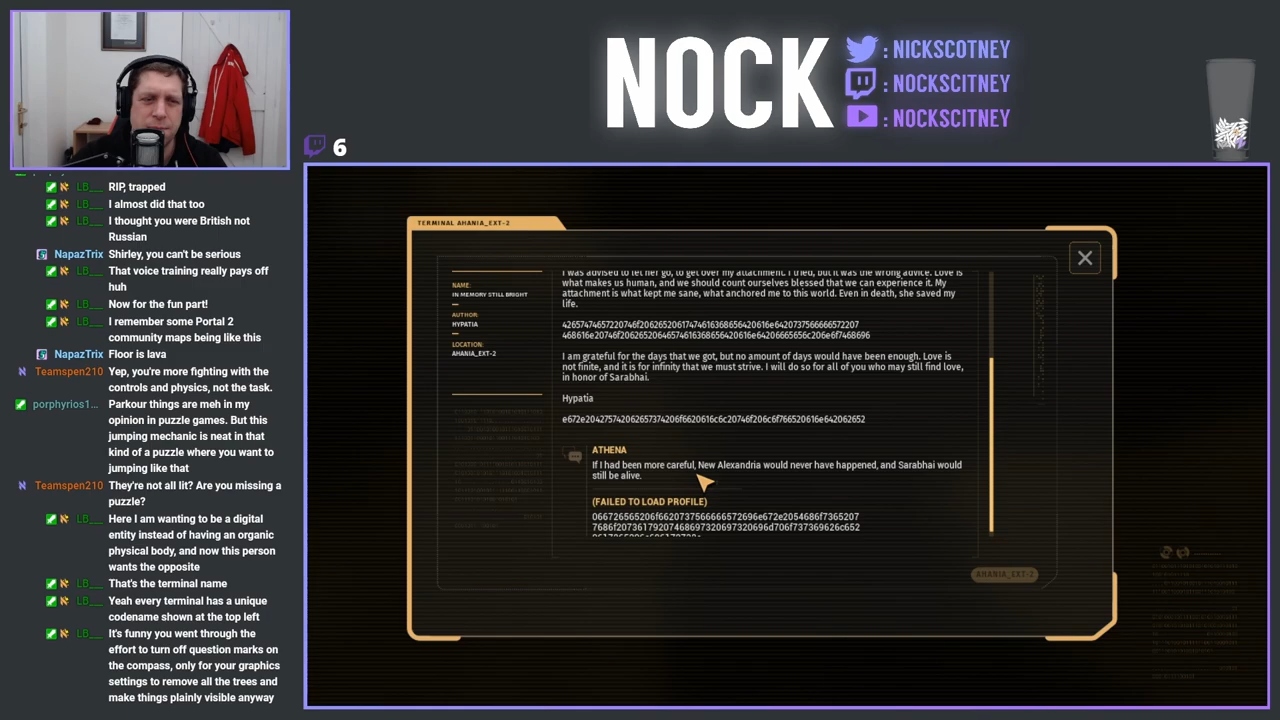 NOCK
: NICKSCOTNEY
: NOCKSCITNEY
: NOCKSCITNEY
6
LB__ RIP, trapped
LB__ I almost did that too
LB__ I thought you were British not
Russian
NapazTrix Shirley, you can't be serious
LB__ That voice training really pays off
huh
LB__ Now for the fun part!
LB__ I remember some Portal 2
community maps being like this
NapazTrix Floor is lava
Teamspen210 Yep, you're more fighting with the
controls and physics, not the task.
porphyrios1... Parkour things are meh in my
opinion in puzzle games. But this
jumping mechanic is neat in that
kind of a puzzle where you want to
jumping like that
Teamspen210 They're not all lit? Are you missing a
puzzle?
LB__ Here I am wanting to be a digital
entity instead of having an organic
physical body, and now this person
wants the opposite
LB__ That's the terminal name
LB__ Yeah every terminal has a unique
codename shown at the top left
LB__ It's funny you went through the
effort to turn off question marks on
the compass, only for your graphics
settings to remove all the trees and
make things plainly visible anyway
TERMINAL AHANIA_EXT-2
NAME:
IN MEMORY STILL BRIGHT
AUTHOR:
HYPATIA
LOCATION:
AHANIA_EXT-2
I was advised to let her go, to get over my attachment. I tried, but it was the wrong advice. Love is
what makes us human, and we should count ourselves blessed that we can experience it. My
attachment is what kept me sane, what anchored me to this world. Even in death, she saved my
life.
I am grateful for the days that we got, but no amount of days would have been enough. Love is
not finite, and it is for infinity that we must strive. I will do so for all of you who may still find love,
in honor of Sarabhai.
Hypatia
e672e204275742062657374206f6620616c6c20746f206c6f766520616e642062652
ATHENA
If I had been more careful, New Alexandria would never have happened, and Sarabhai would
still be alive.
(FAILED TO LOAD PROFILE)
066726565206f6620737566666572696e672e2054686f7365207
7686f20736179207468697320697320696d706f737369626c652
AHANIA_EXT-2